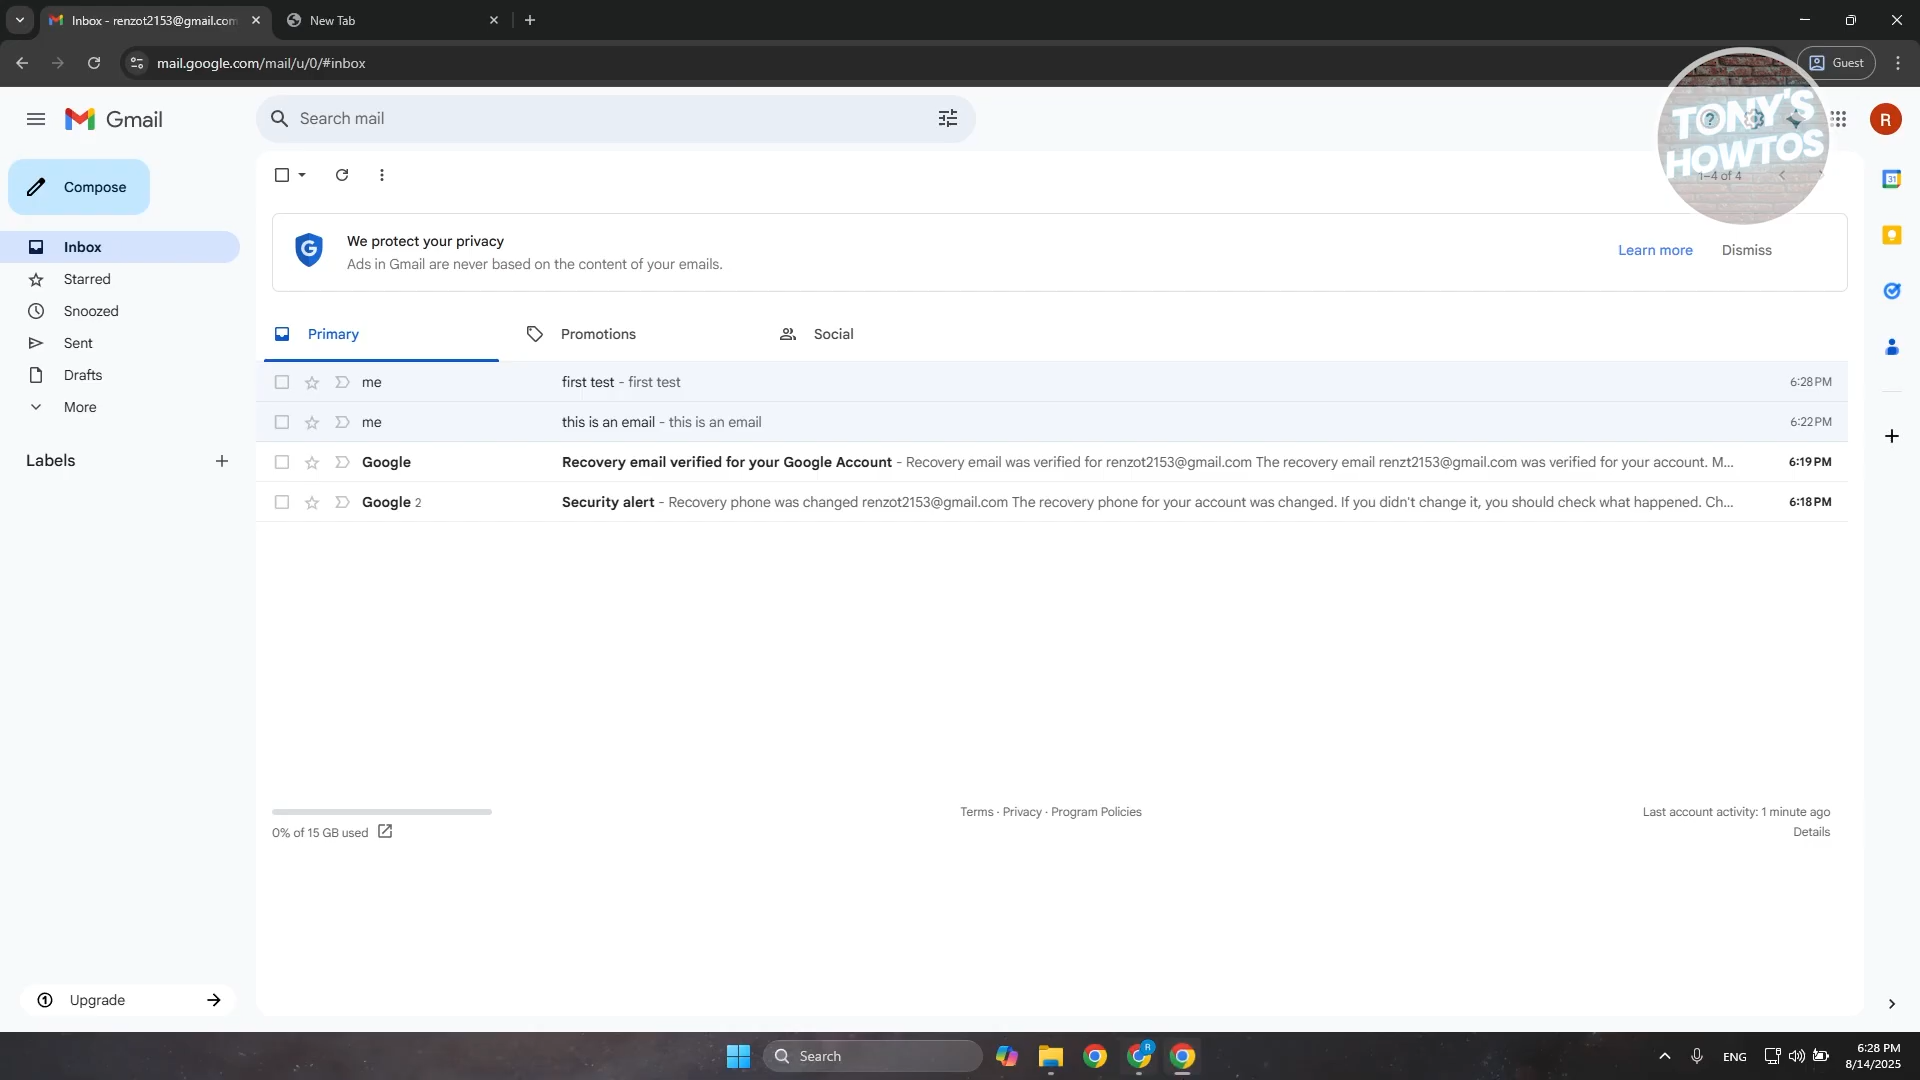 Inbox - renzot2153@gmail.com
New Tab
mail.google.com/mail/u/0/#inbox
Guest
Gmail
Search mail
R
TONY'S
HOWTOS
Compose
1–4 of 4
31
Inbox
Starred
Snoozed
Sent
Drafts
More
Labels
We protect your privacy
Ads in Gmail are never based on the content of your emails.
Learn more
Dismiss
Primary
Promotions
Social
me first test - first test 6:28 PM
me this is an email - this is an email 6:22 PM
Google Recovery email verified for your Google Account - Recovery email was verified for renzot2153@gmail.com The recovery email renzt2153@gmail.com was verified for your account. M... 6:19 PM
Google 2 Security alert - Recovery phone was changed renzot2153@gmail.com The recovery phone for your account was changed. If you didn't change it, you should check what happened. Ch... 6:18 PM
0% of 15 GB used
Terms · Privacy · Program Policies
Last account activity: 1 minute ago
Details
Upgrade
Search
R
ENG
6:28 PM
8/14/2025